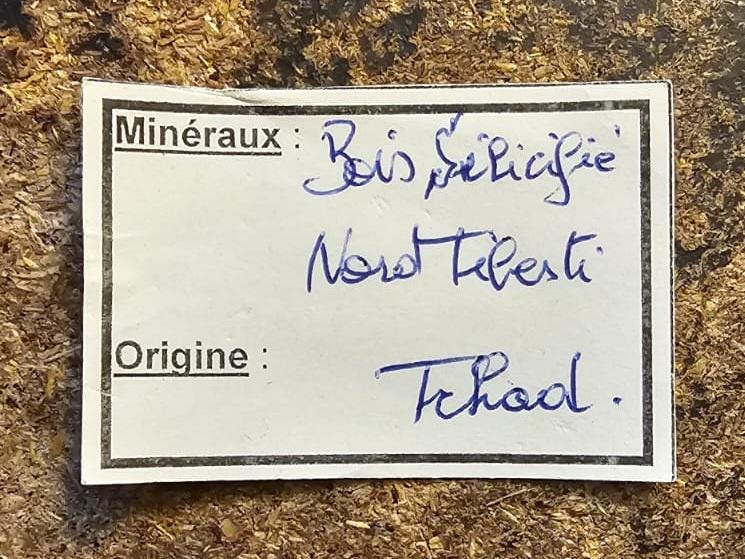 Minéraux : Bois Silicifié
Nord Tibesti
Origine : Tchad.